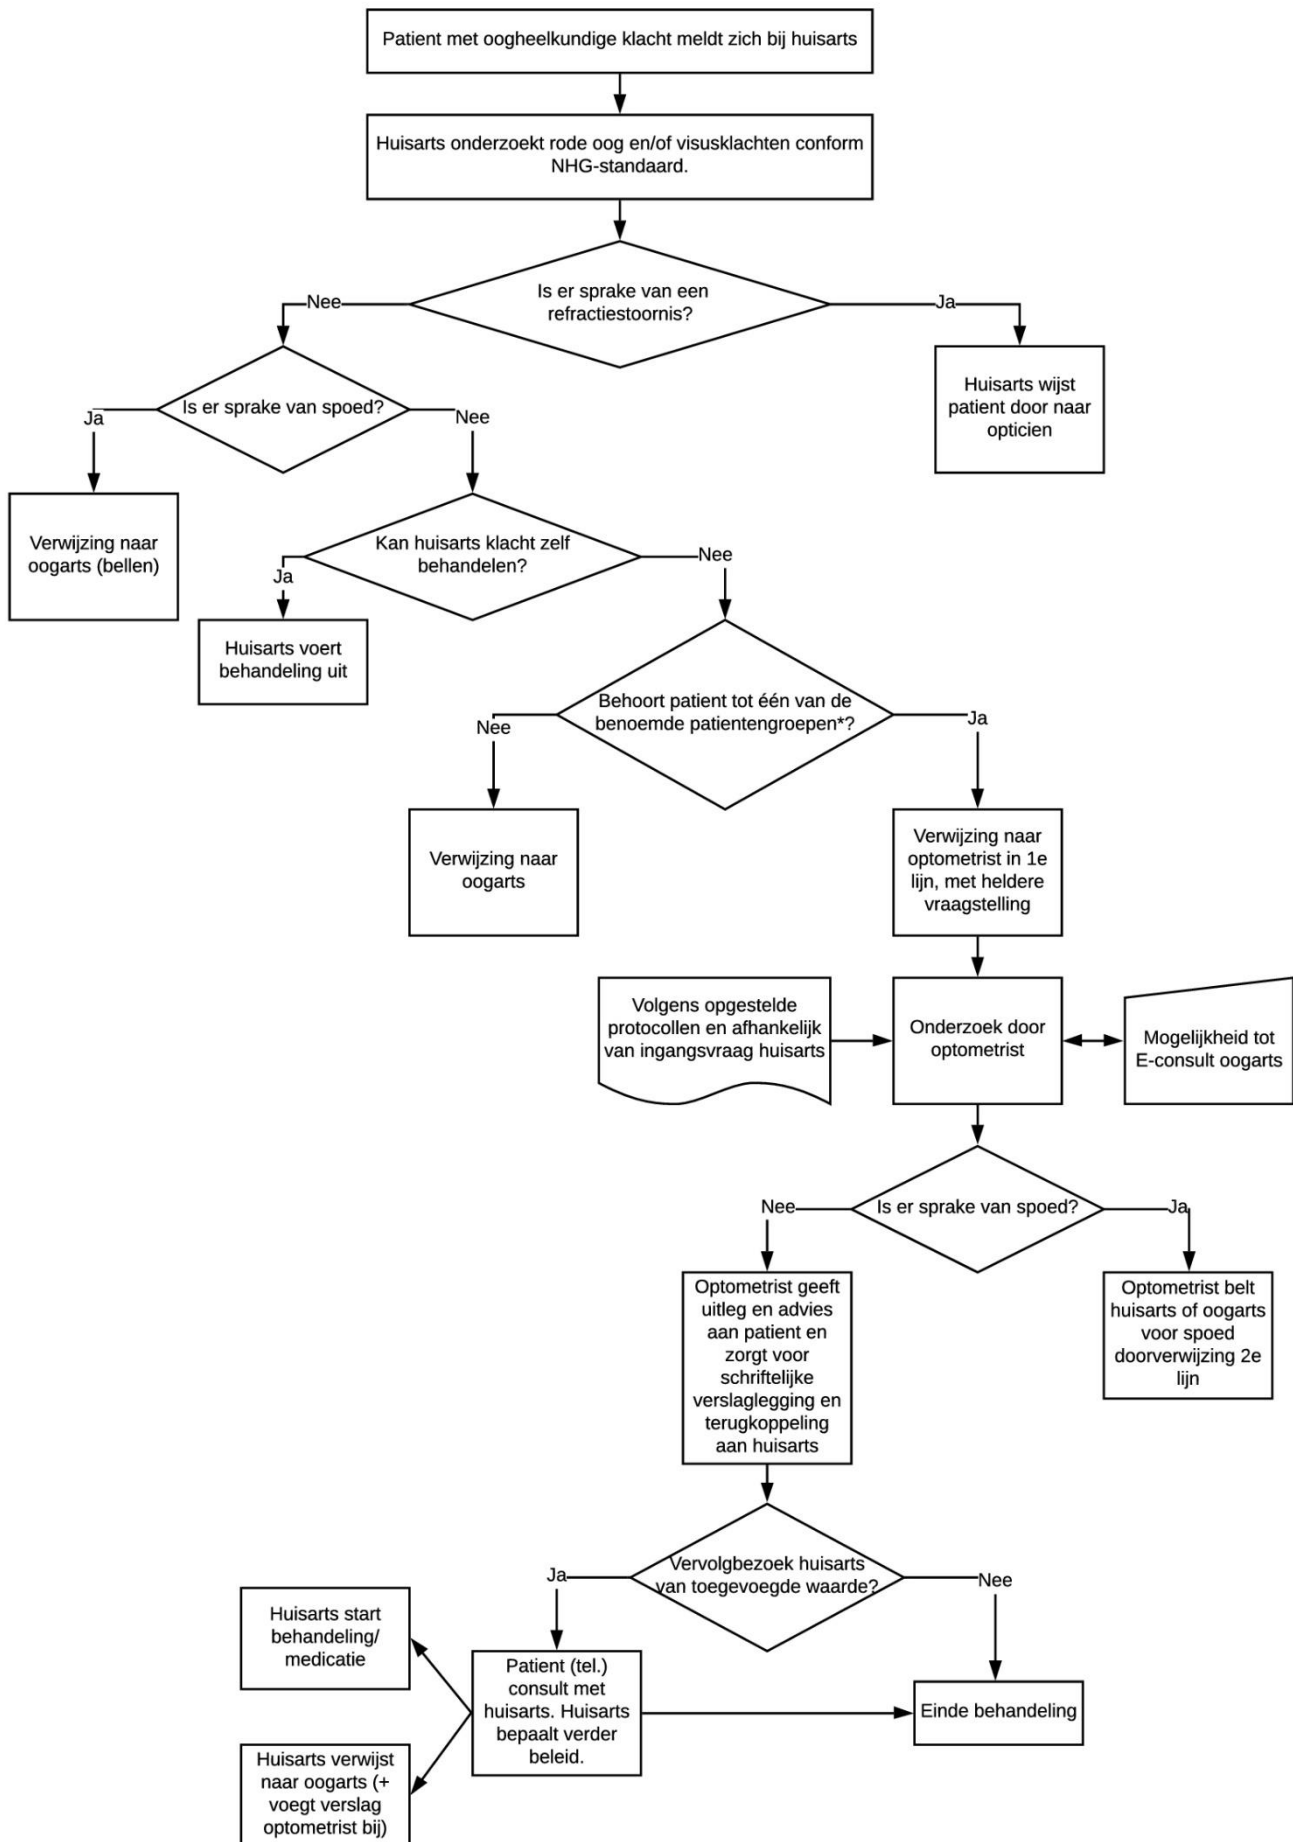 Patient met oogheelkundige klacht meldt zich bij huisarts
Huisarts onderzoekt rode oog en/of visusklachten conform
NHG-standaard.
Is er sprake van een
refractiestoornis?
Nee
Ja
Huisarts wijst
patient door naar
opticien
Is er sprake van spoed?
Ja
Nee
Verwijzing naar
oogarts (bellen)
Kan huisarts klacht zelf
behandelen?
Ja
Nee
Huisarts voert
behandeling uit
Behoort patient tot één van de
benoemde patientengroepen*?
Nee
Ja
Verwijzing naar
oogarts
Verwijzing naar
optometrist in 1e
lijn, met heldere
vraagstelling
Volgens opgestelde
protocollen en afhankelijk
van ingangsvraag huisarts
Onderzoek door
optometrist
Mogelijkheid tot
E-consult oogarts
Is er sprake van spoed?
Nee
Ja
Optometrist geeft
uitleg en advies
aan patient en
zorgt voor
schriftelijke
verslaglegging en
terugkoppeling
aan huisarts
Optometrist belt
huisarts of oogarts
voor spoed
doorverwijzing 2e
lijn
Vervolgbezoek huisarts
van toegevoegde waarde?
Ja
Nee
Huisarts start
behandeling/
medicatie
Patient (tel.)
consult met
huisarts. Huisarts
bepaalt verder
beleid.
Einde behandeling
Huisarts verwijst
naar oogarts (+
voegt verslag
optometrist bij)